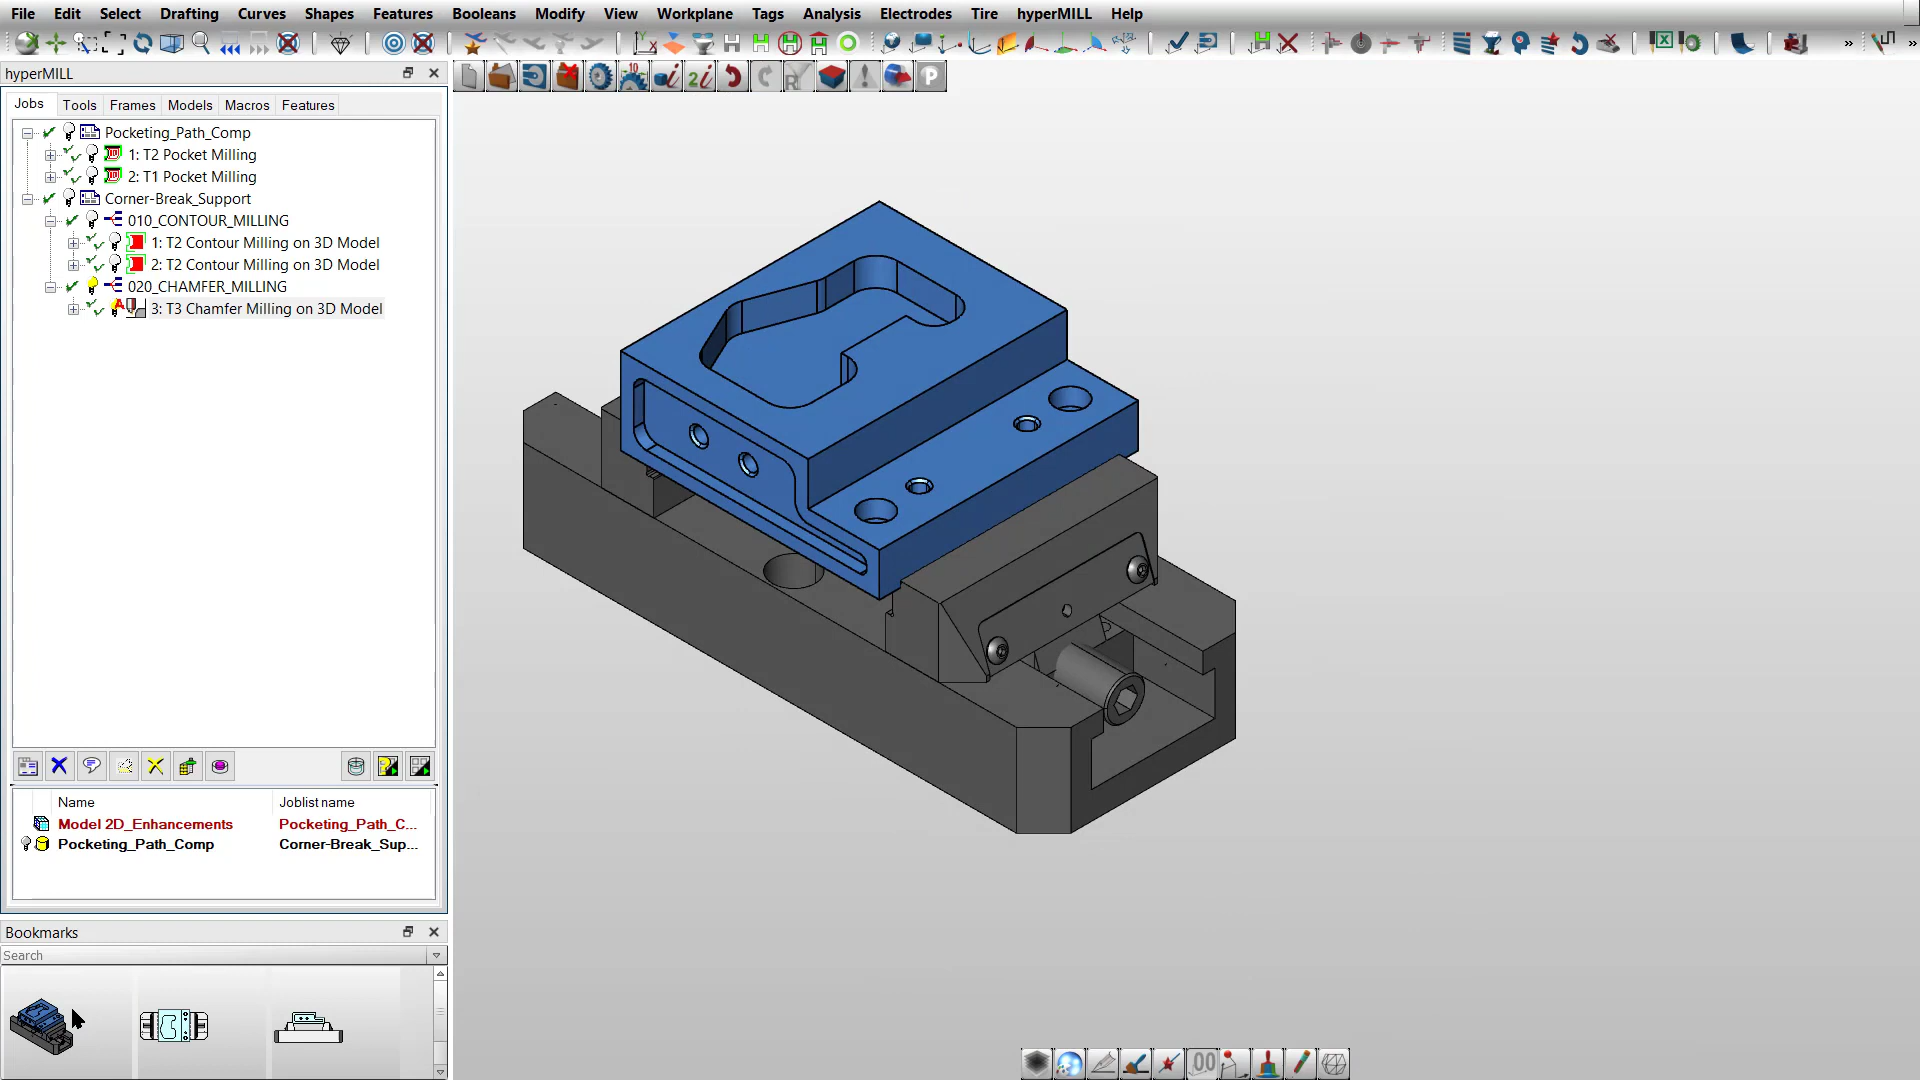 File Edit Select Drafting Curves Shapes Features Booleans Modify View Workplane Tags Analysis Electrodes Tire hyperMILL Help
hyperMILL
Jobs Tools Frames Models Macros Features
Pocketing_Path_Comp
1: T2 Pocket Milling
2: T1 Pocket Milling
Corner-Break_Support
010_CONTOUR_MILLING
1: T2 Contour Milling on 3D Model
2: T2 Contour Milling on 3D Model
020_CHAMFER_MILLING
3: T3 Chamfer Milling on 3D Model
Name Joblist name
Model 2D_Enhancements Pocketing_Path_C...
Pocketing_Path_Comp Corner-Break_Sup...
Bookmarks
Search